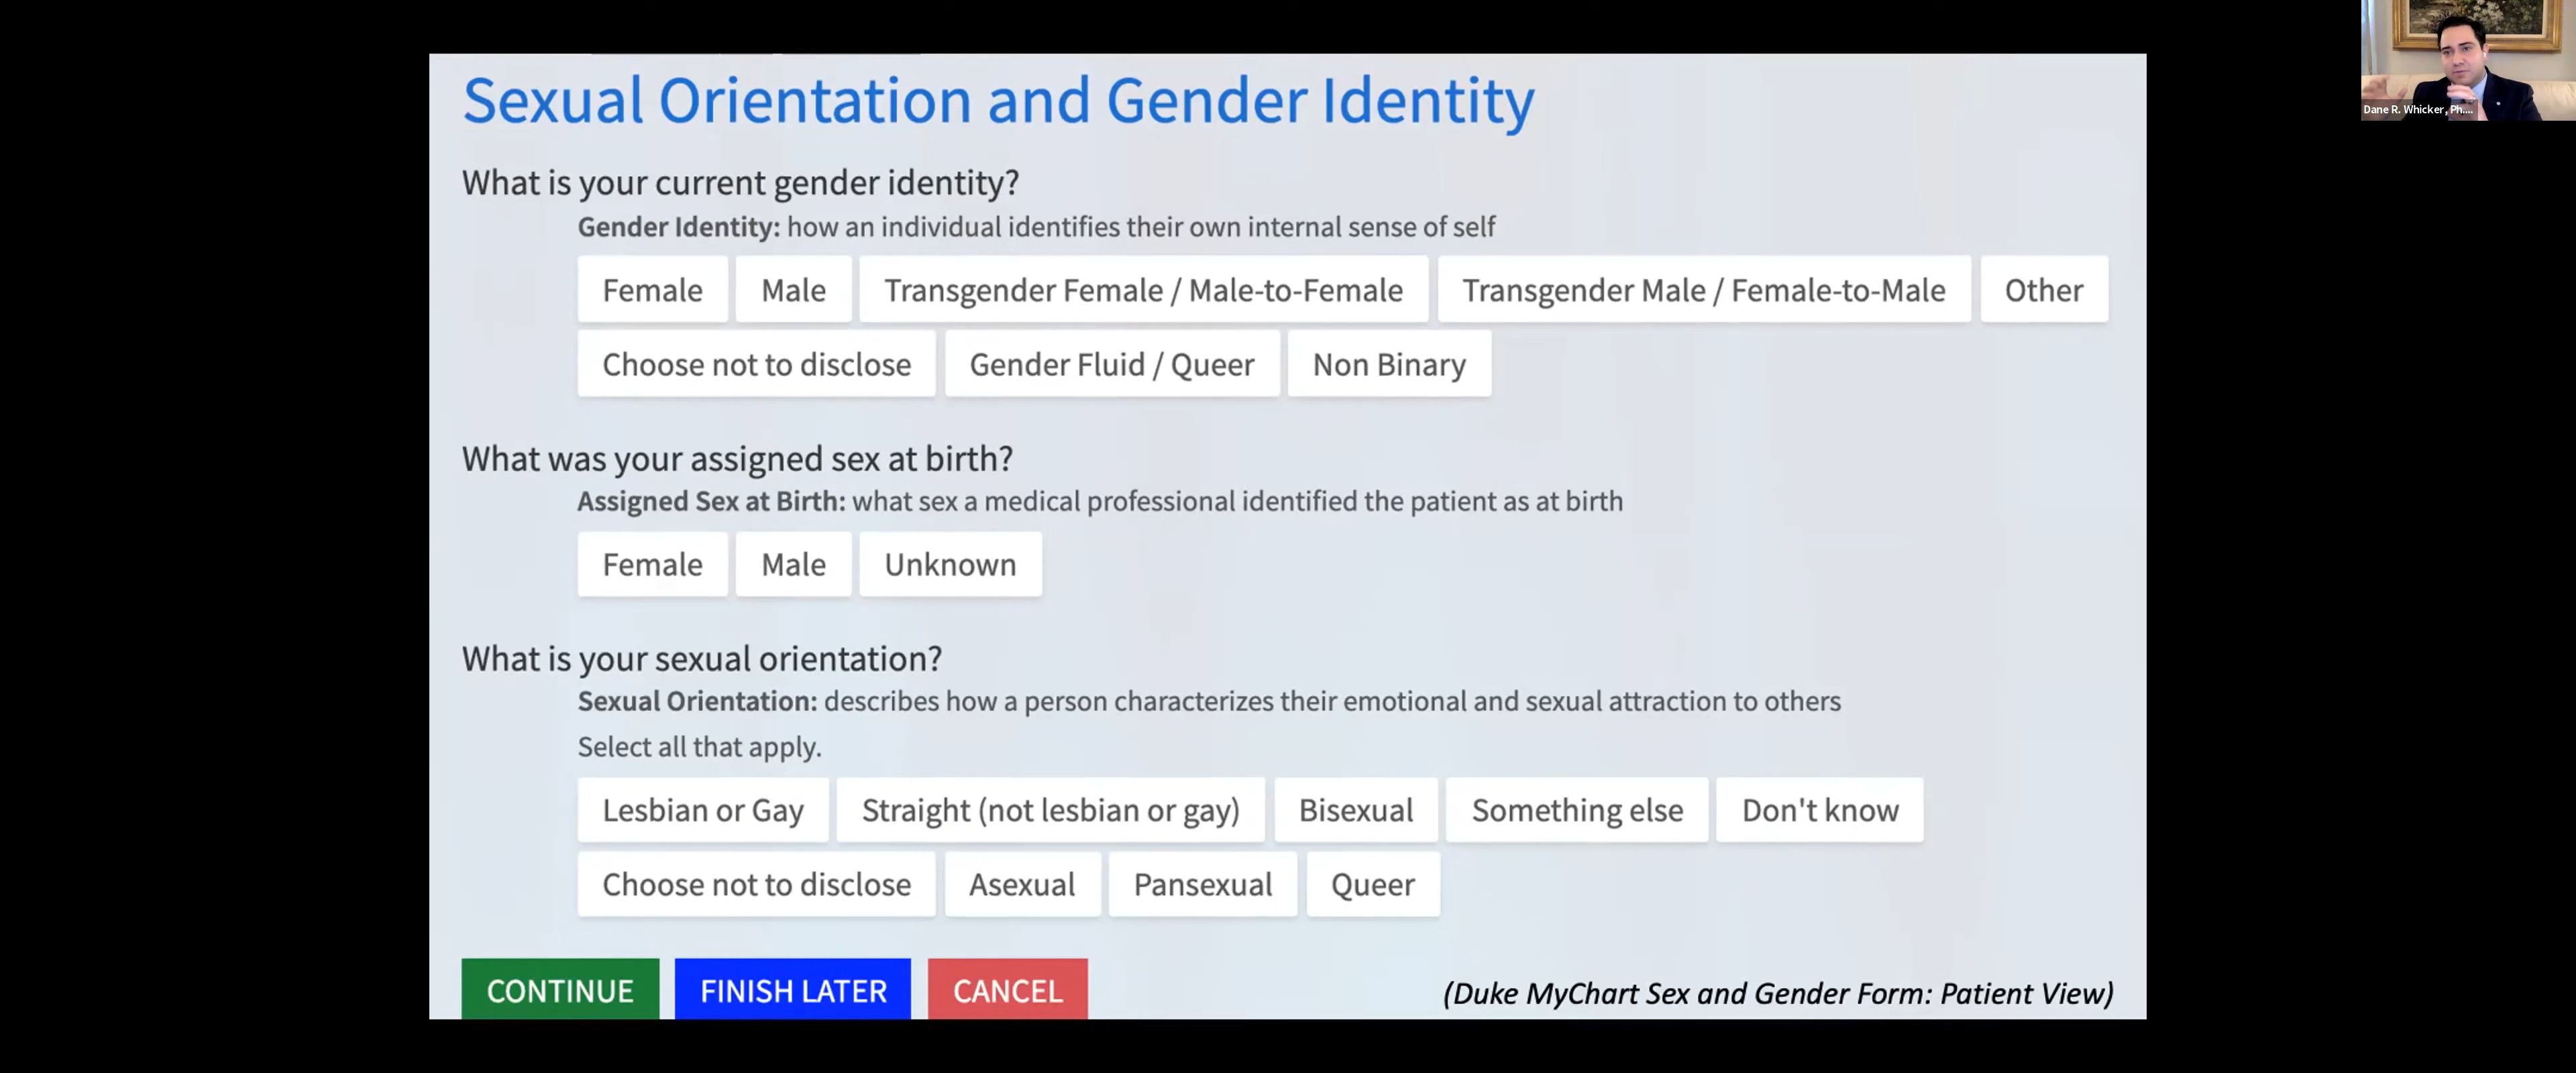 Sexual Orientation and Gender Identity
What is your current gender identity?
Gender Identity: how an individual identifies their own internal sense of self
Female Male Transgender Female / Male-to-Female Transgender Male / Female-to-Male Other
Choose not to disclose Gender Fluid / Queer Non Binary
What was your assigned sex at birth?
Assigned Sex at Birth: what sex a medical professional identified the patient as at birth
Female Male Unknown
What is your sexual orientation?
Sexual Orientation: describes how a person characterizes their emotional and sexual attraction to others
Select all that apply.
Lesbian or Gay Straight (not lesbian or gay) Bisexual Something else Don't know
Choose not to disclose Asexual Pansexual Queer
CONTINUE FINISH LATER CANCEL
(Duke MyChart Sex and Gender Form: Patient View)
Dane R. Whicker, Ph....